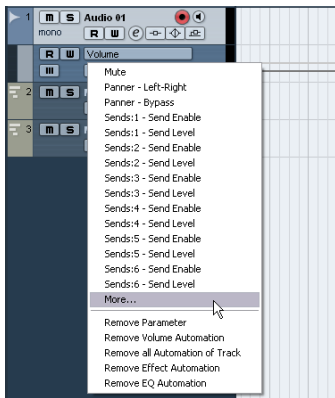 1 m S Audio 01
mono R W e
R W Volume
Mute
Panner - Left-Right
2 m S
Panner - Bypass
Sends:1 - Send Enable
Sends:1 - Send Level
3 m S
Sends:2 - Send Enable
Sends:2 - Send Level
Sends:3 - Send Enable
Sends:3 - Send Level
Sends:4 - Send Enable
Sends:4 - Send Level
Sends:5 - Send Enable
Sends:5 - Send Level
Sends:6 - Send Enable
Sends:6 - Send Level
More...
Remove Parameter
Remove Volume Automation
Remove all Automation of Track
Remove Effect Automation
Remove EQ Automation